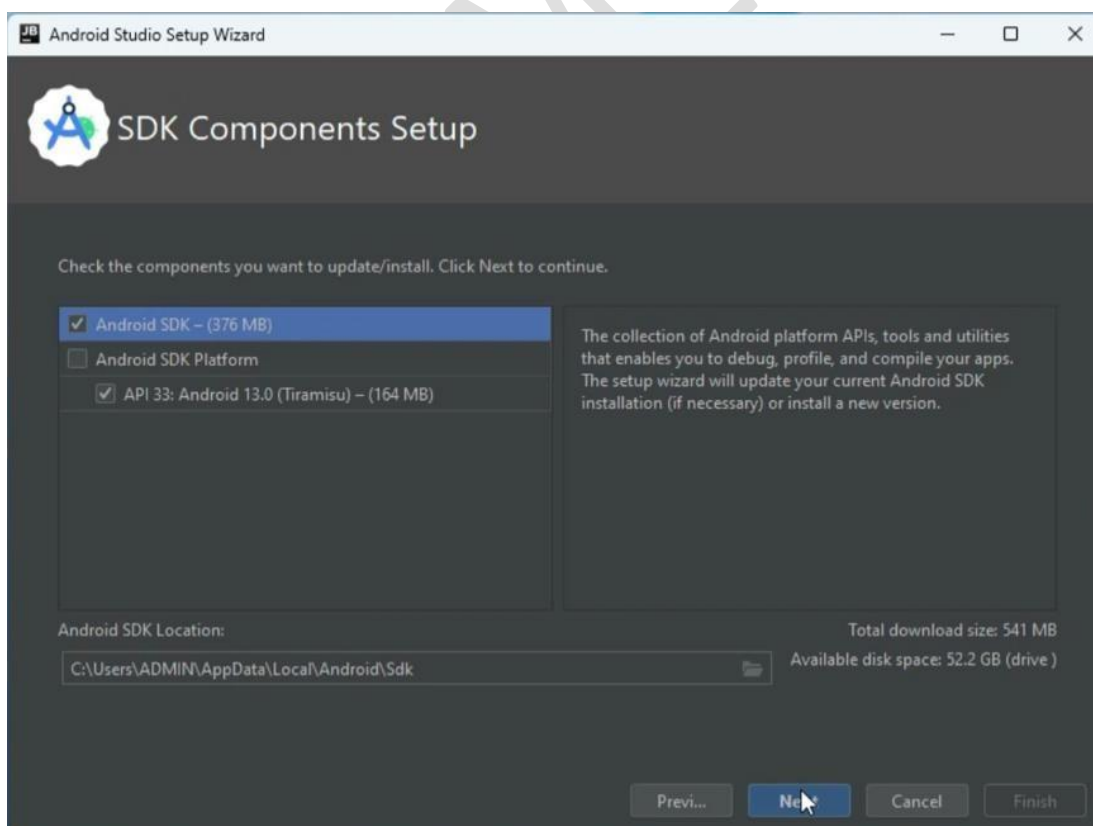 JB
Android Studio Setup Wizard
SDK Components Setup
Check the components you want to update/install. Click Next to continue.
Android SDK – (376 MB)
Android SDK Platform
API 33: Android 13.0 (Tiramisu) – (164 MB)
The collection of Android platform APIs, tools and utilities
that enables you to debug, profile, and compile your apps.
The setup wizard will update your current Android SDK
installation (if necessary) or install a new version.
Android SDK Location:
Total download size: 541 MB
C:\Users\ADMIN\AppData\Local\Android\Sdk
Available disk space: 52.2 GB (drive )
Previ...
Next
Cancel
Finish